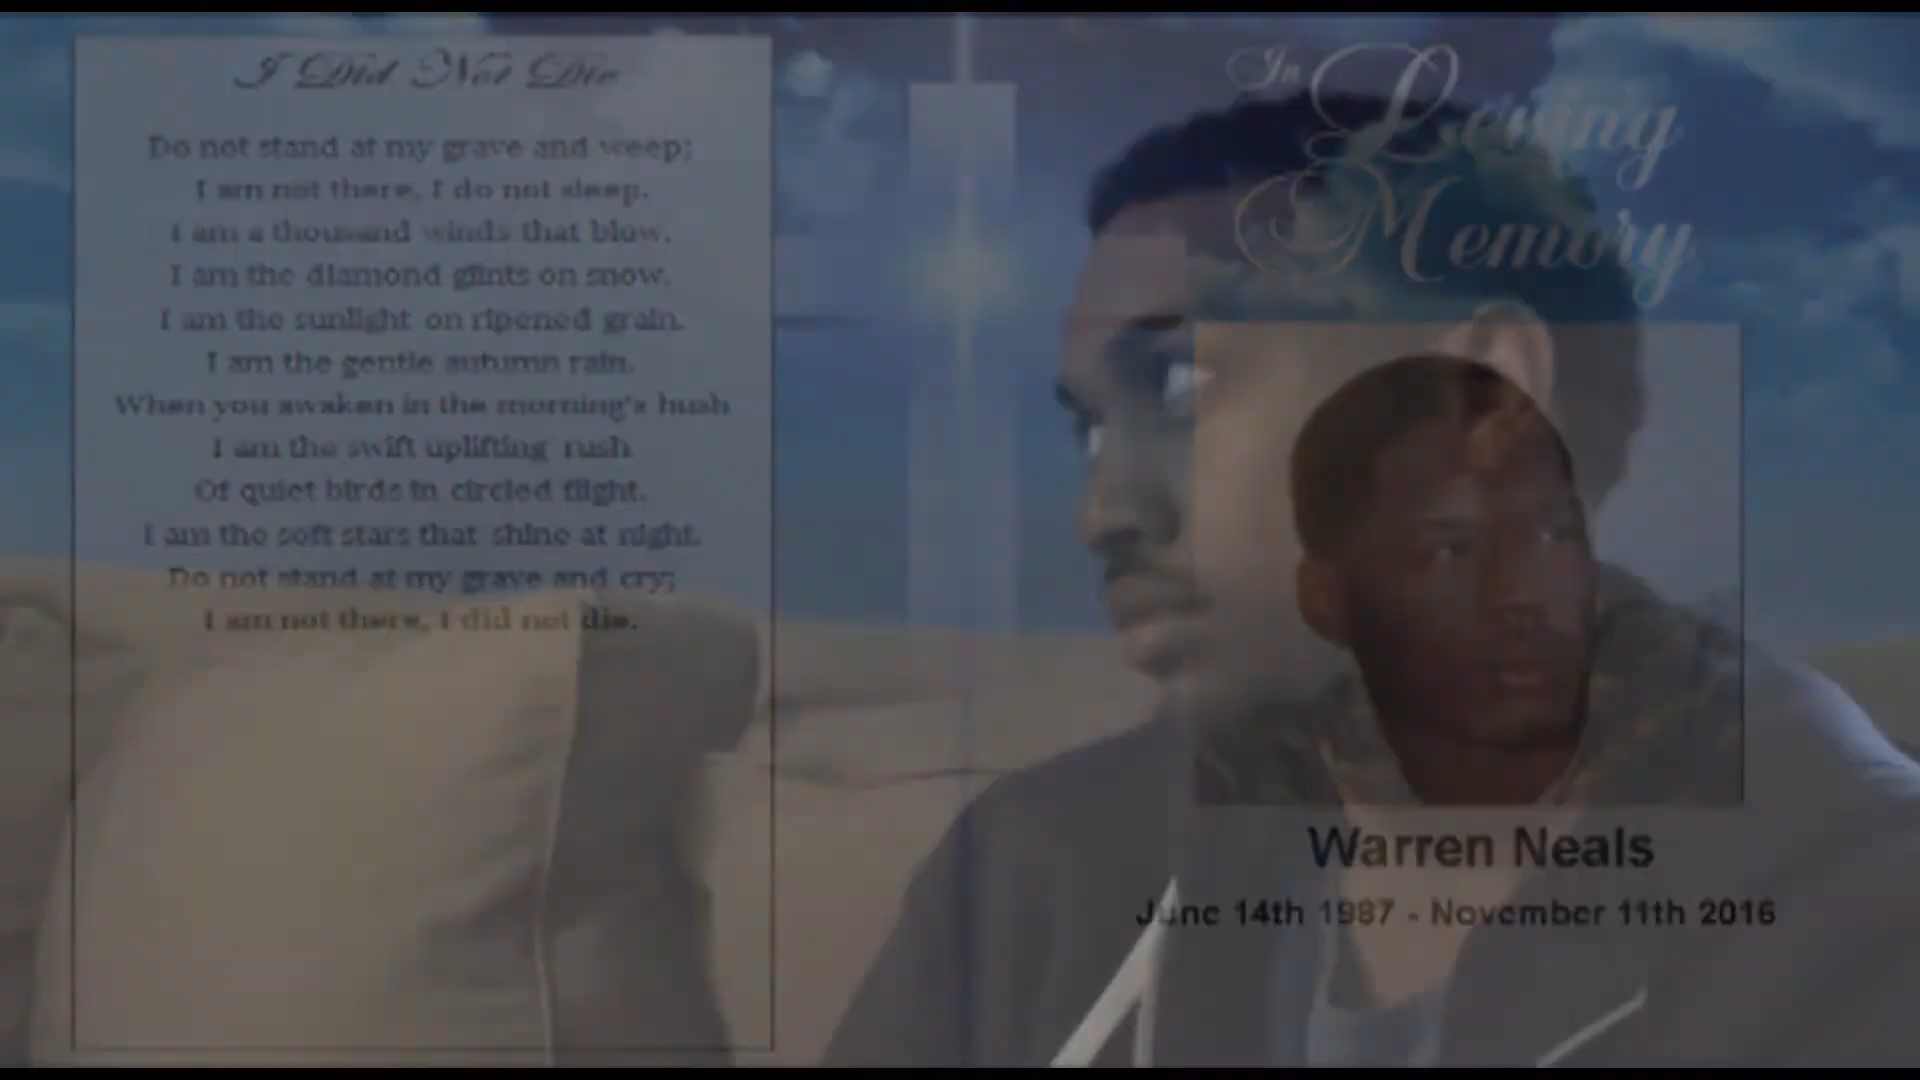 I Did Not Die
Do not stand at my grave and weep;
I am not there, I do not sleep.
I am a thousand winds that blow.
I am the diamond glints on snow.
I am the sunlight on ripened grain.
I am the gentle autumn rain.
When you awaken in the morning's hush
I am the swift uplifting rush
Of quiet birds in circled flight.
I am the soft stars that shine at night.
Do not stand at my grave and cry;
I am not there, I did not die.
In
Loving
Memory
Warren Neals
June 14th 1987 - November 11th 2016